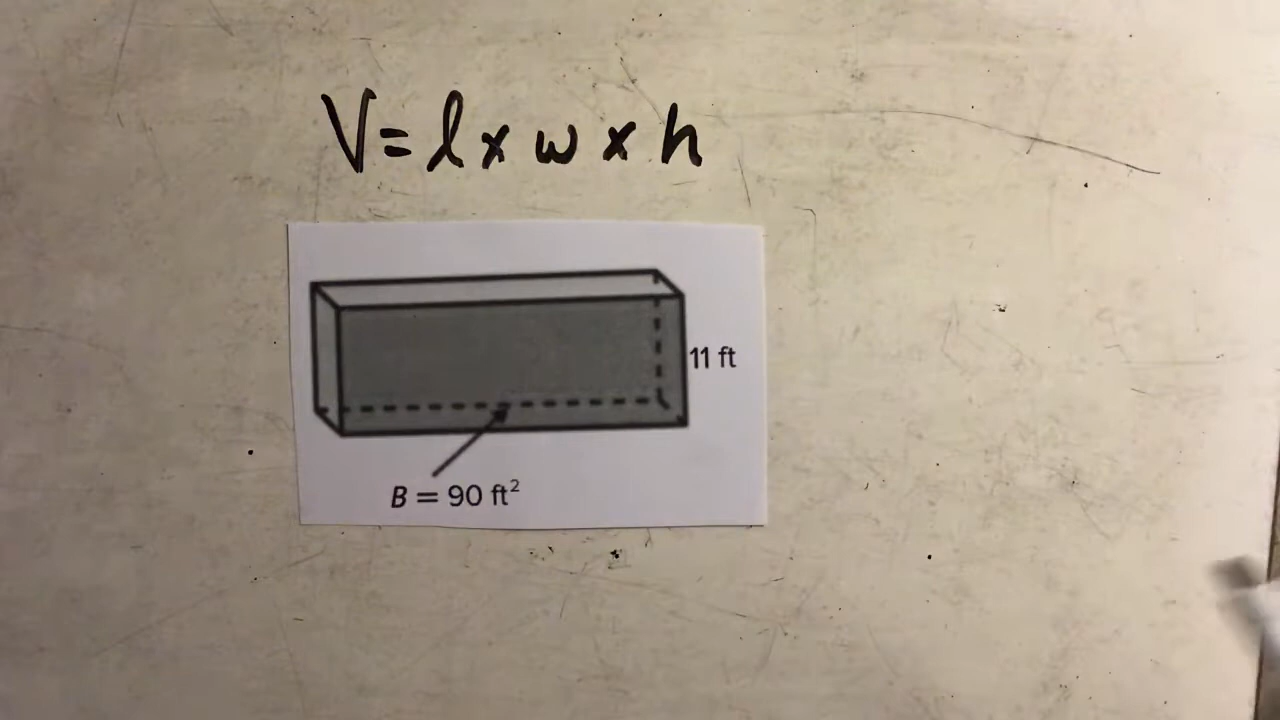 V = l x w x h
11 ft
B = 90 ft²